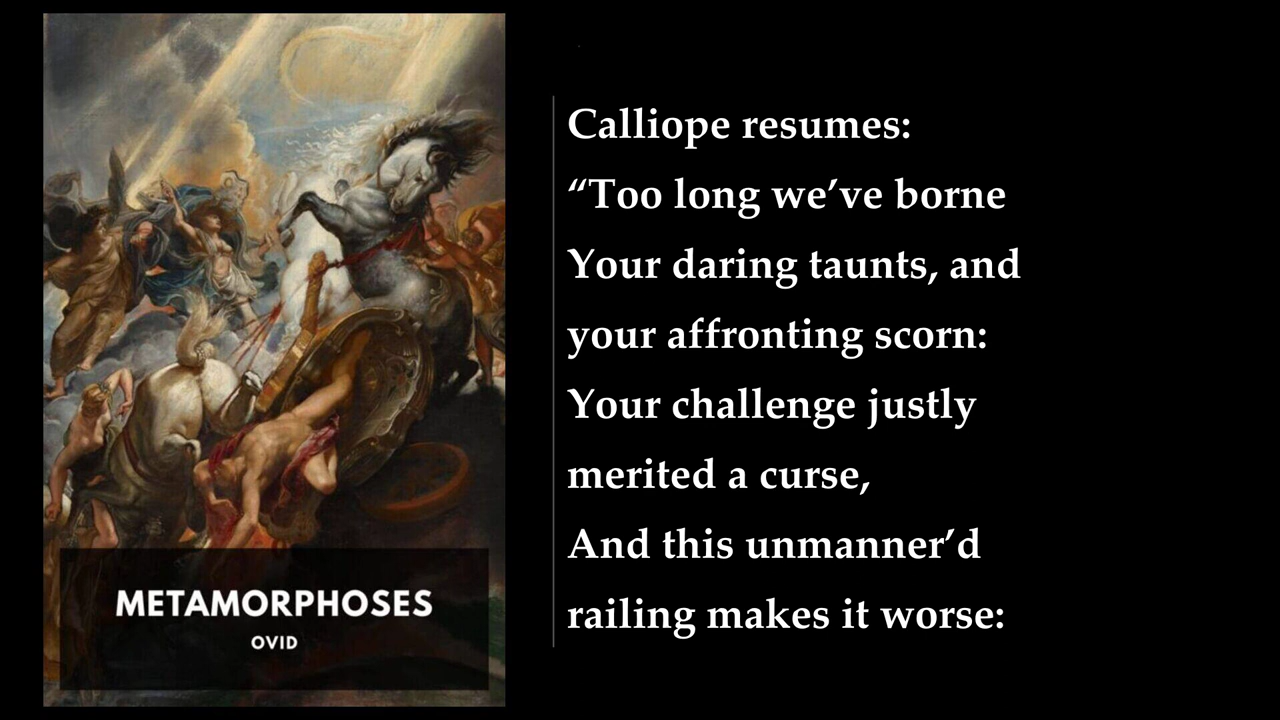 METAMORPHOSES
OVID
Calliope resumes:
“Too long we’ve borne
Your daring taunts, and
your affronting scorn:
Your challenge justly
merited a curse,
And this unmanner’d
railing makes it worse: